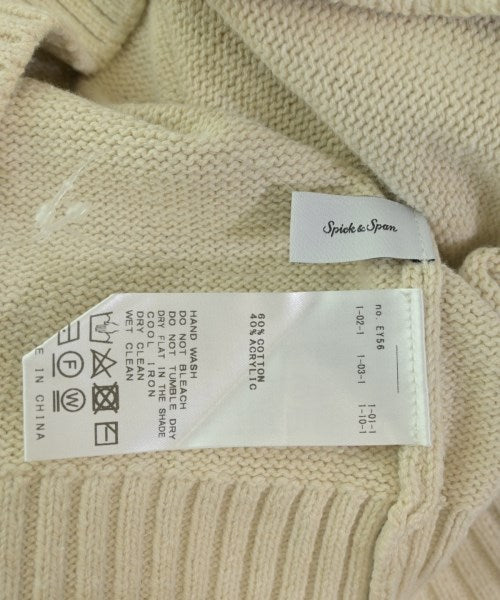 Spick & Span
no. EY56
1-02-1 1-03-1 1-01-1
1-10-1
60% COTTON
40% ACRYLIC
HAND WASH
DO NOT BLEACH
DO NOT TUMBLE DRY
DRY FLAT IN THE SHADE
COOL IRON
DRY CLEAN
WET CLEAN
F W
E IN CHINA